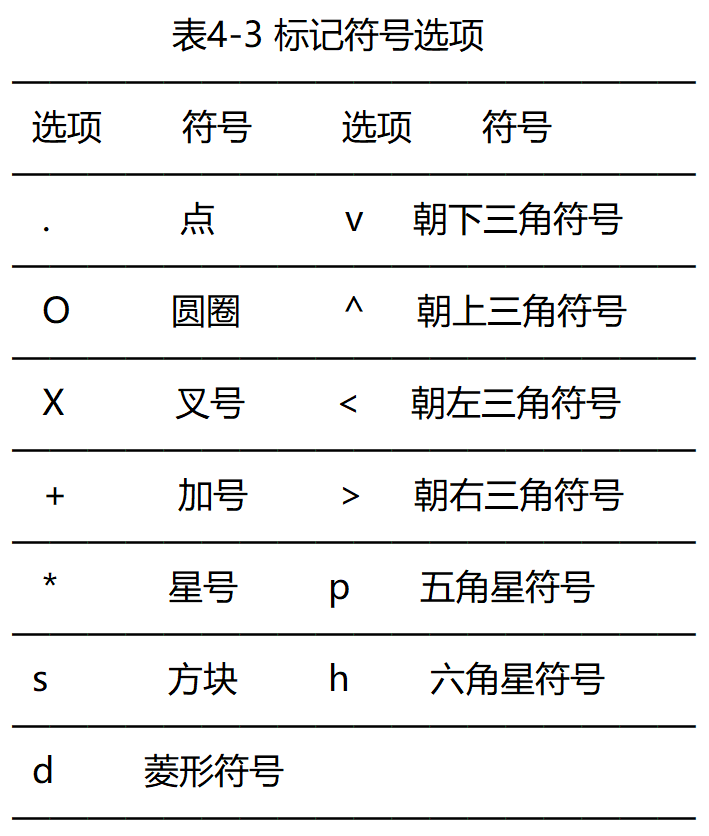 表4-3 标记符号选项
选项 符号 选项 符号
. 点 v 朝下三角符号
O 圆圈 ^ 朝上三角符号
X 叉号 < 朝左三角符号
+ 加号 > 朝右三角符号
* 星号 p 五角星符号
s 方块 h 六角星符号
d 菱形符号